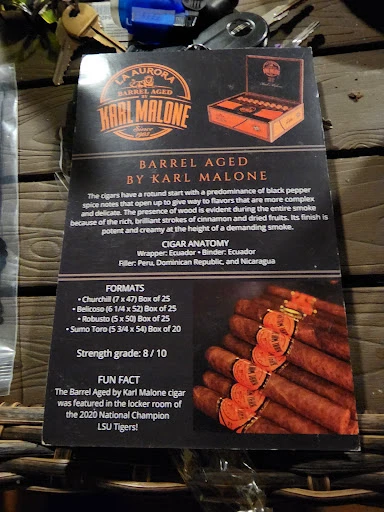 LA AURORA
BARREL AGED
BY
KARL MALONE
Since
BARREL AGED
BY KARL MALONE
The cigars have a rotund start with a predominance of black pepper
spice notes that open up to give way to flavors that are more complex
and delicate. The presence of wood is evident during the entire smoke
because of the rich, brilliant strokes of cinnamon and dried fruits. Its finish is
potent and creamy at the height of a demanding smoke.
CIGAR ANATOMY
Wrapper: Ecuador • Binder: Ecuador
Filler: Peru, Dominican Republic, and Nicaragua
FORMATS
• Churchill (7 x 47) Box of 25
• Belicoso (6 1/4 x 52) Box of 25
• Robusto (5 x 50) Box of 25
• Sumo Toro (5 3/4 x 54) Box of 20
Strength grade: 8 / 10
FUN FACT
The Barrel Aged by Karl Malone cigar
was featured in the locker room of
the 2020 National Champion
LSU Tigers!